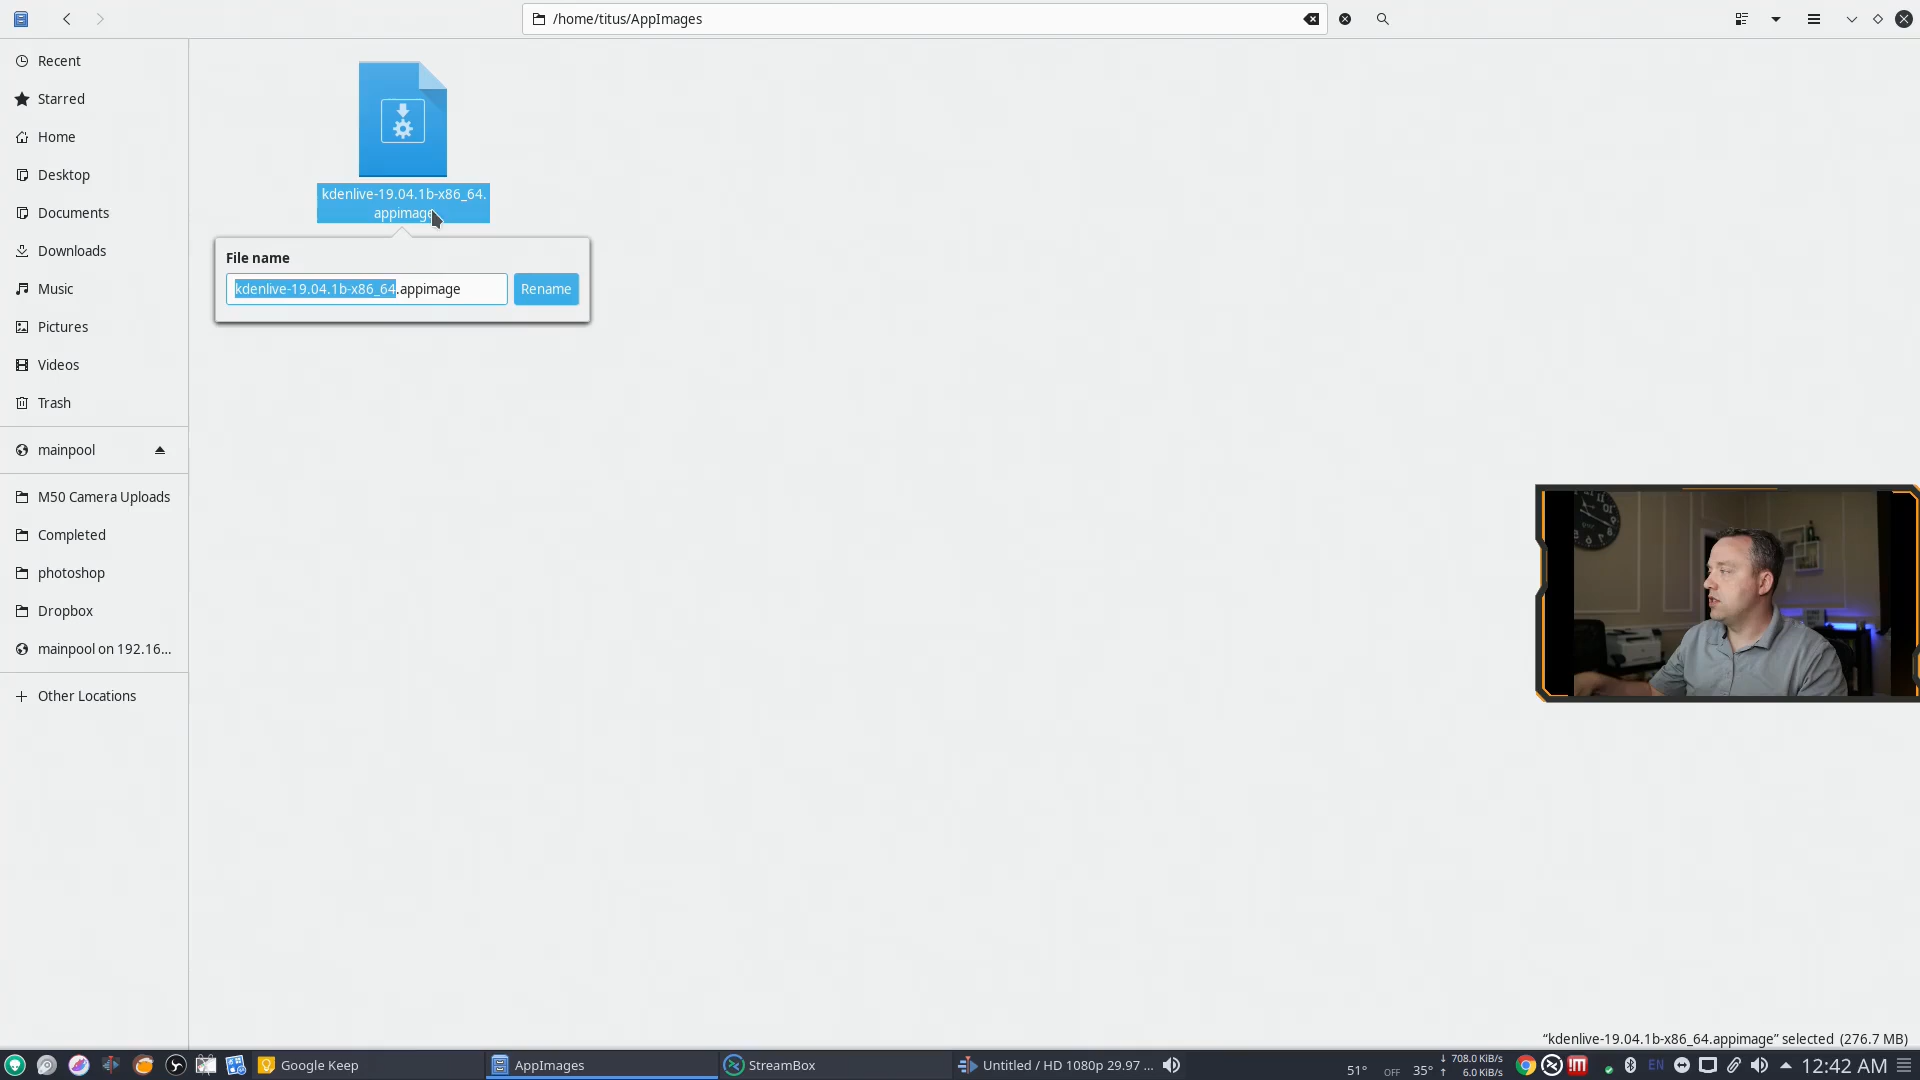 /home/titus/AppImages
Recent
Starred
Home
Desktop
Documents
Downloads
Music
Pictures
Videos
Trash
mainpool
M50 Camera Uploads
Completed
photoshop
Dropbox
mainpool on 192.16...
Other Locations
kdenlive-19.04.1b-x86_64.
appimage
File name
kdenlive-19.04.1b-x86_64.appimage
Rename
“kdenlive-19.04.1b-x86_64.appimage” selected (276.7 MB)
Google Keep
AppImages
StreamBox
Untitled / HD 1080p 29.97 ...
51°
OFF
35°
↓ 708.0 KiB/s
↑ 6.0 KiB/s
EN
12:42 AM